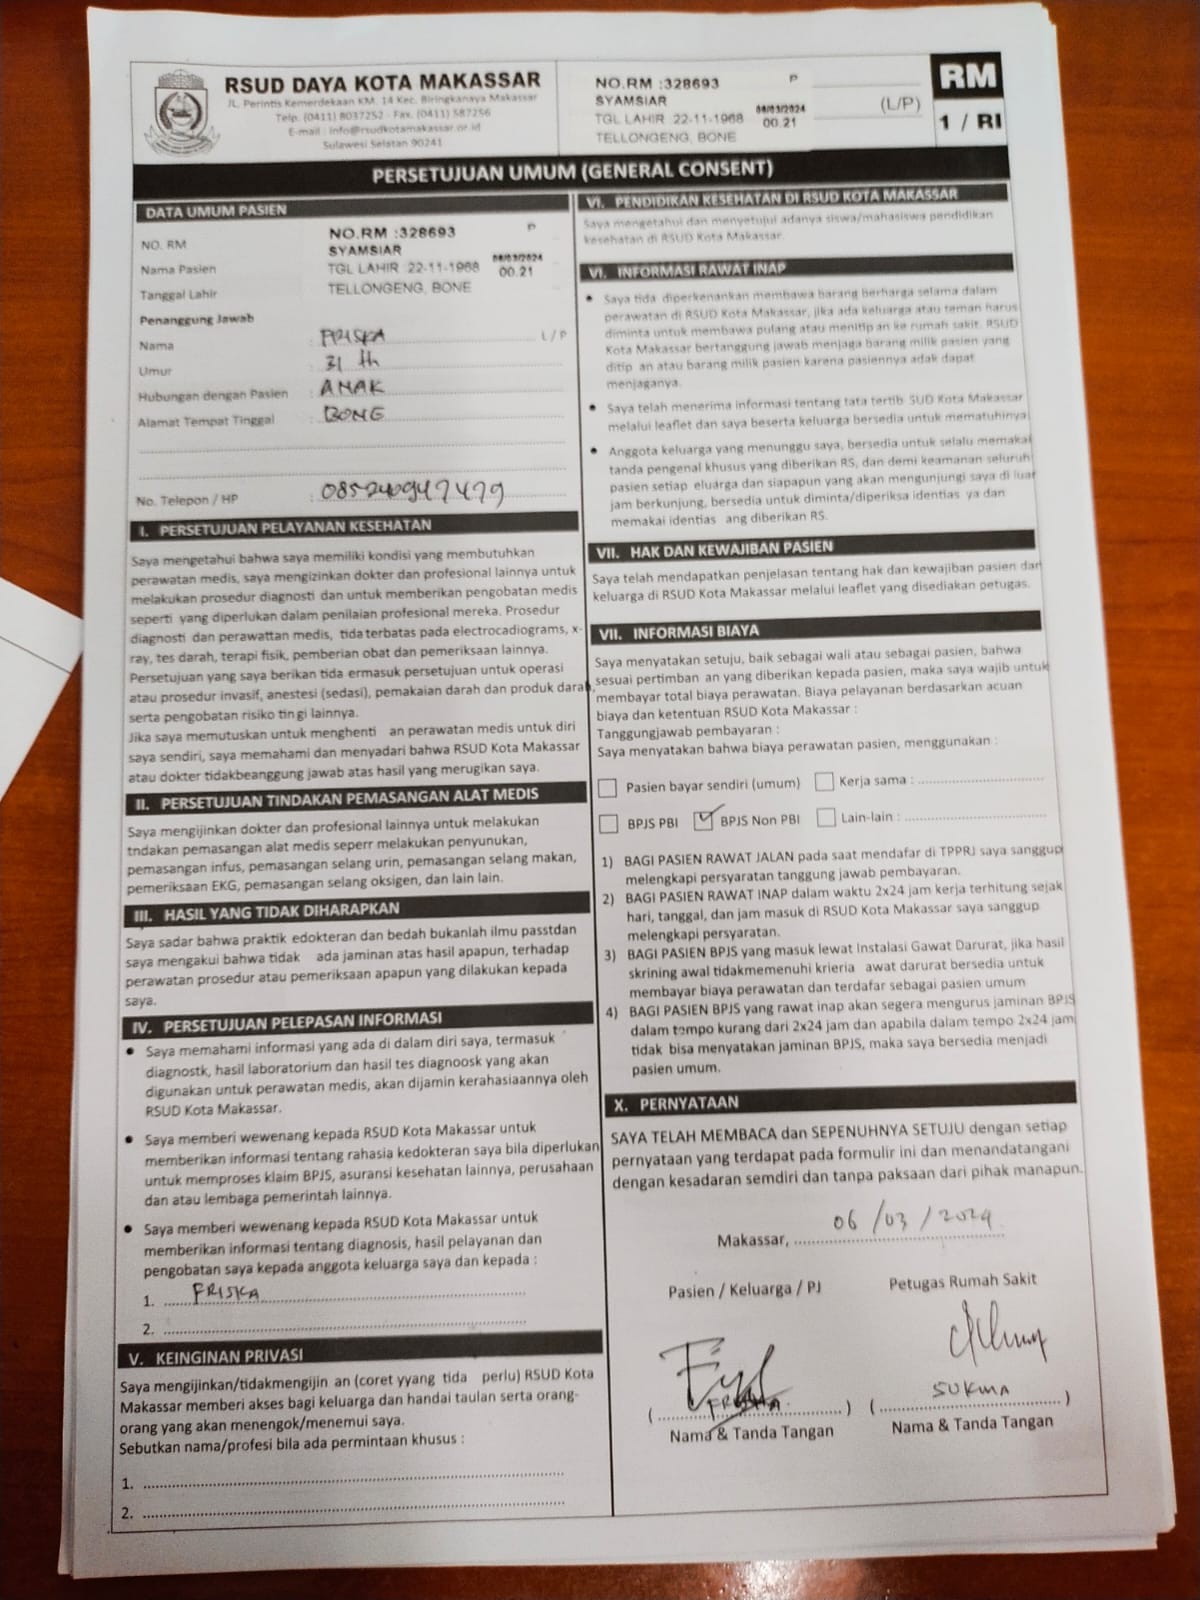 RSUD DAYA KOTA MAKASSAR
JL. Perintis Kemerdekaan KM. 14 Kec. Biringkanaya Makassar
Telp. (0411) 8037252 - Fax. (0411) 587256
E-mail : info@rsudkotamakassar.or.id
Sulawesi Selatan 90241
NO.RM :328693 P
SYAMSIAR
TGL LAHIR 22-11-1968
00.21
TELLONGENG, BONE
(L/P)
RM
1 / RI
PERSETUJUAN UMUM (GENERAL CONSENT)
DATA UMUM PASIEN
NO. RM
Nama Pasien
Tanggal Lahir
NO.RM :328693 P
SYAMSIAR
TGL LAHIR 22-11-1968
00.21
TELLONGENG, BONE
Penanggung Jawab
Nama : FRISKA L / P
Umur : 31 th
Hubungan dengan Pasien : ANAK
Alamat Tempat Tinggal : BONE
No. Telepon / HP : 085240947479
I. PERSETUJUAN PELAYANAN KESEHATAN
Saya mengetahui bahwa saya memiliki kondisi yang membutuhkan
perawatan medis, saya mengizinkan dokter dan profesional lainnya untuk
melakukan prosedur diagnosti dan untuk memberikan pengobatan medis
seperti yang diperlukan dalam penilaian profesional mereka. Prosedur
diagnosti dan perawattan medis, tida terbatas pada electrocadiograms, x-
ray, tes darah, terapi fisik, pemberian obat dan pemeriksaan lainnya.
Persetujuan yang saya berikan tida ermasuk persetujuan untuk operasi
atau prosedur invasif, anestesi (sedasi), pemakaian darah dan produk darah,
serta pengobatan risiko tin gi lainnya.
Jika saya memutuskan untuk menghenti an perawatan medis untuk diri
saya sendiri, saya memahami dan menyadari bahwa RSUD Kota Makassar
atau dokter tidakbeanggung jawab atas hasil yang merugikan saya.
II. PERSETUJUAN TINDAKAN PEMASANGAN ALAT MEDIS
Saya mengijinkan dokter dan profesional lainnya untuk melakukan
tndakan pemasangan alat medis seperr melakukan penyunukan,
pemasangan infus, pemasangan selang urin, pemasangan selang makan,
pemeriksaan EKG, pemasangan selang oksigen, dan lain lain.
III. HASIL YANG TIDAK DIHARAPKAN
Saya sadar bahwa praktik edokteran dan bedah bukanlah ilmu passtdan
saya mengakui bahwa tidak ada jaminan atas hasil apapun, terhadap
perawatan prosedur atau pemeriksaan apapun yang dilakukan kepada
saya.
IV. PERSETUJUAN PELEPASAN INFORMASI
• Saya memahami informasi yang ada di dalam diri saya, termasuk
diagnostk, hasil laboratorium dan hasil tes diagnoosk yang akan
digunakan untuk perawatan medis, akan dijamin kerahasiaannya oleh
RSUD Kota Makassar.
• Saya memberi wewenang kepada RSUD Kota Makassar untuk
memberikan informasi tentang rahasia kedokteran saya bila diperlukan
untuk memproses klaim BPJS, asuransi kesehatan lainnya, perusahaan
dan atau lembaga pemerintah lainnya.
• Saya memberi wewenang kepada RSUD Kota Makassar untuk
memberikan informasi tentang diagnosis, hasil pelayanan dan
pengobatan saya kepada anggota keluarga saya dan kepada :
1. FRISKA
2.
V. KEINGINAN PRIVASI
Saya mengijinkan/tidakmengijin an (coret yyang tida perlu) RSUD Kota
Makassar memberi akses bagi keluarga dan handai taulan serta orang-
orang yang akan menengok/menemui saya.
Sebutkan nama/profesi bila ada permintaan khusus :
1.
2.
VI. PENDIDIKAN KESEHATAN DI RSUD KOTA MAKASSAR
Saya mengetahui dan menyetujui adanya siswa/mahasiswa pendidikan
kesehatan di RSUD Kota Makassar.
VI. INFORMASI RAWAT INAP
• Saya tida diperkenankan membawa barang berharga selama dalam
perawatan di RSUD Kota Makassar, jika ada keluarga atau teman harus
diminta untuk membawa pulang atau menitip an ke rumah sakit. RSUD
Kota Makassar bertanggung jawab menjaga barang milik pasien yang
ditip an atau barang milik pasien karena pasiennya adak dapat
menjaganya.
• Saya telah menerima informasi tentang tata tertib SUD Kota Makassar
melalui leaflet dan saya beserta keluarga bersedia untuk mematuhinya
• Anggota keluarga yang menunggu saya, bersedia untuk selalu memakai
tanda pengenal khusus yang diberikan RS, dan demi keamanan seluruh
pasien setiap eluarga dan siapapun yang akan mengunjungi saya di luar
jam berkunjung, bersedia untuk diminta/diperiksa identias ya dan
memakai identias ang diberikan RS.
VII. HAK DAN KEWAJIBAN PASIEN
Saya telah mendapatkan penjelasan tentang hak dan kewajiban pasien dan
keluarga di RSUD Kota Makassar melalui leaflet yang disediakan petugas.
VII. INFORMASI BIAYA
Saya menyatakan setuju, baik sebagai wali atau sebagai pasien, bahwa
sesuai pertimban an yang diberikan kepada pasien, maka saya wajib untuk
membayar total biaya perawatan. Biaya pelayanan berdasarkan acuan
biaya dan ketentuan RSUD Kota Makassar :
Tanggungjawab pembayaran :
Saya menyatakan bahwa biaya perawatan pasien, menggunakan :
Pasien bayar sendiri (umum) Kerja sama :
BPJS PBI BPJS Non PBI Lain-lain :
1) BAGI PASIEN RAWAT JALAN pada saat mendafar di TPPRJ saya sanggup
melengkapi persyaratan tanggung jawab pembayaran.
2) BAGI PASIEN RAWAT INAP dalam waktu 2x24 jam kerja terhitung sejak
hari, tanggal, dan jam masuk di RSUD Kota Makassar saya sanggup
melengkapi persyaratan.
3) BAGI PASIEN BPJS yang masuk lewat Instalasi Gawat Darurat, jika hasil
skrining awal tidakmemenuhi krieria awat darurat bersedia untuk
membayar biaya perawatan dan terdafar sebagai pasien umum
4) BAGI PASIEN BPJS yang rawat inap akan segera mengurus jaminan BPJS
dalam tempo kurang dari 2x24 jam dan apabila dalam tempo 2x24 jam
tidak bisa menyatakan jaminan BPJS, maka saya bersedia menjadi
pasien umum.
X. PERNYATAAN
SAYA TELAH MEMBACA dan SEPENUHNYA SETUJU dengan setiap
pernyataan yang terdapat pada formulir ini dan menandatangani
dengan kesadaran semdiri dan tanpa paksaan dari pihak manapun.
Makassar, 06 / 03 / 2024
Pasien / Keluarga / PJ Petugas Rumah Sakit
( FRISKA ) ( SUKMA )
Nama & Tanda Tangan Nama & Tanda Tangan